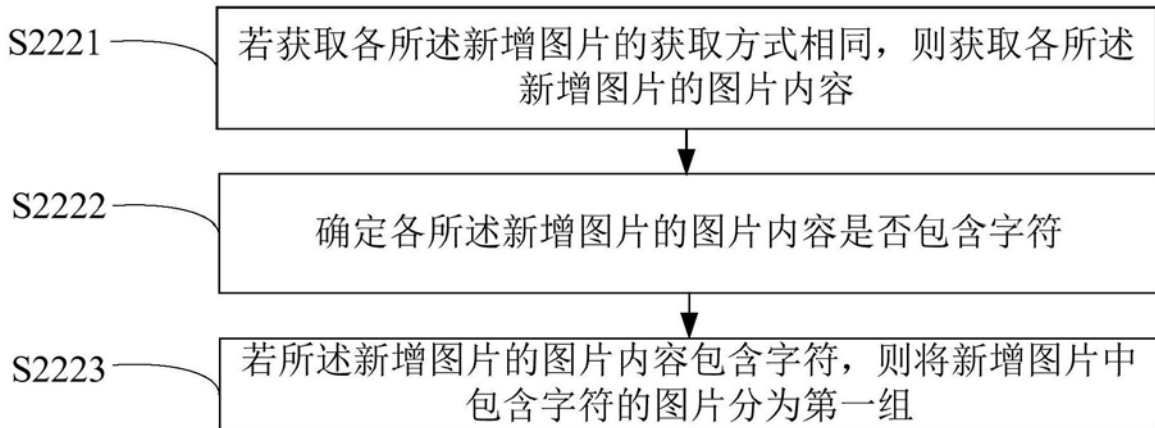 S2221
若获取各所述新增图片的获取方式相同，则获取各所述
新增图片的图片内容
S2222
确定各所述新增图片的图片内容是否包含字符
S2223
若所述新增图片的图片内容包含字符，则将新增图片中
包含字符的图片分为第一组